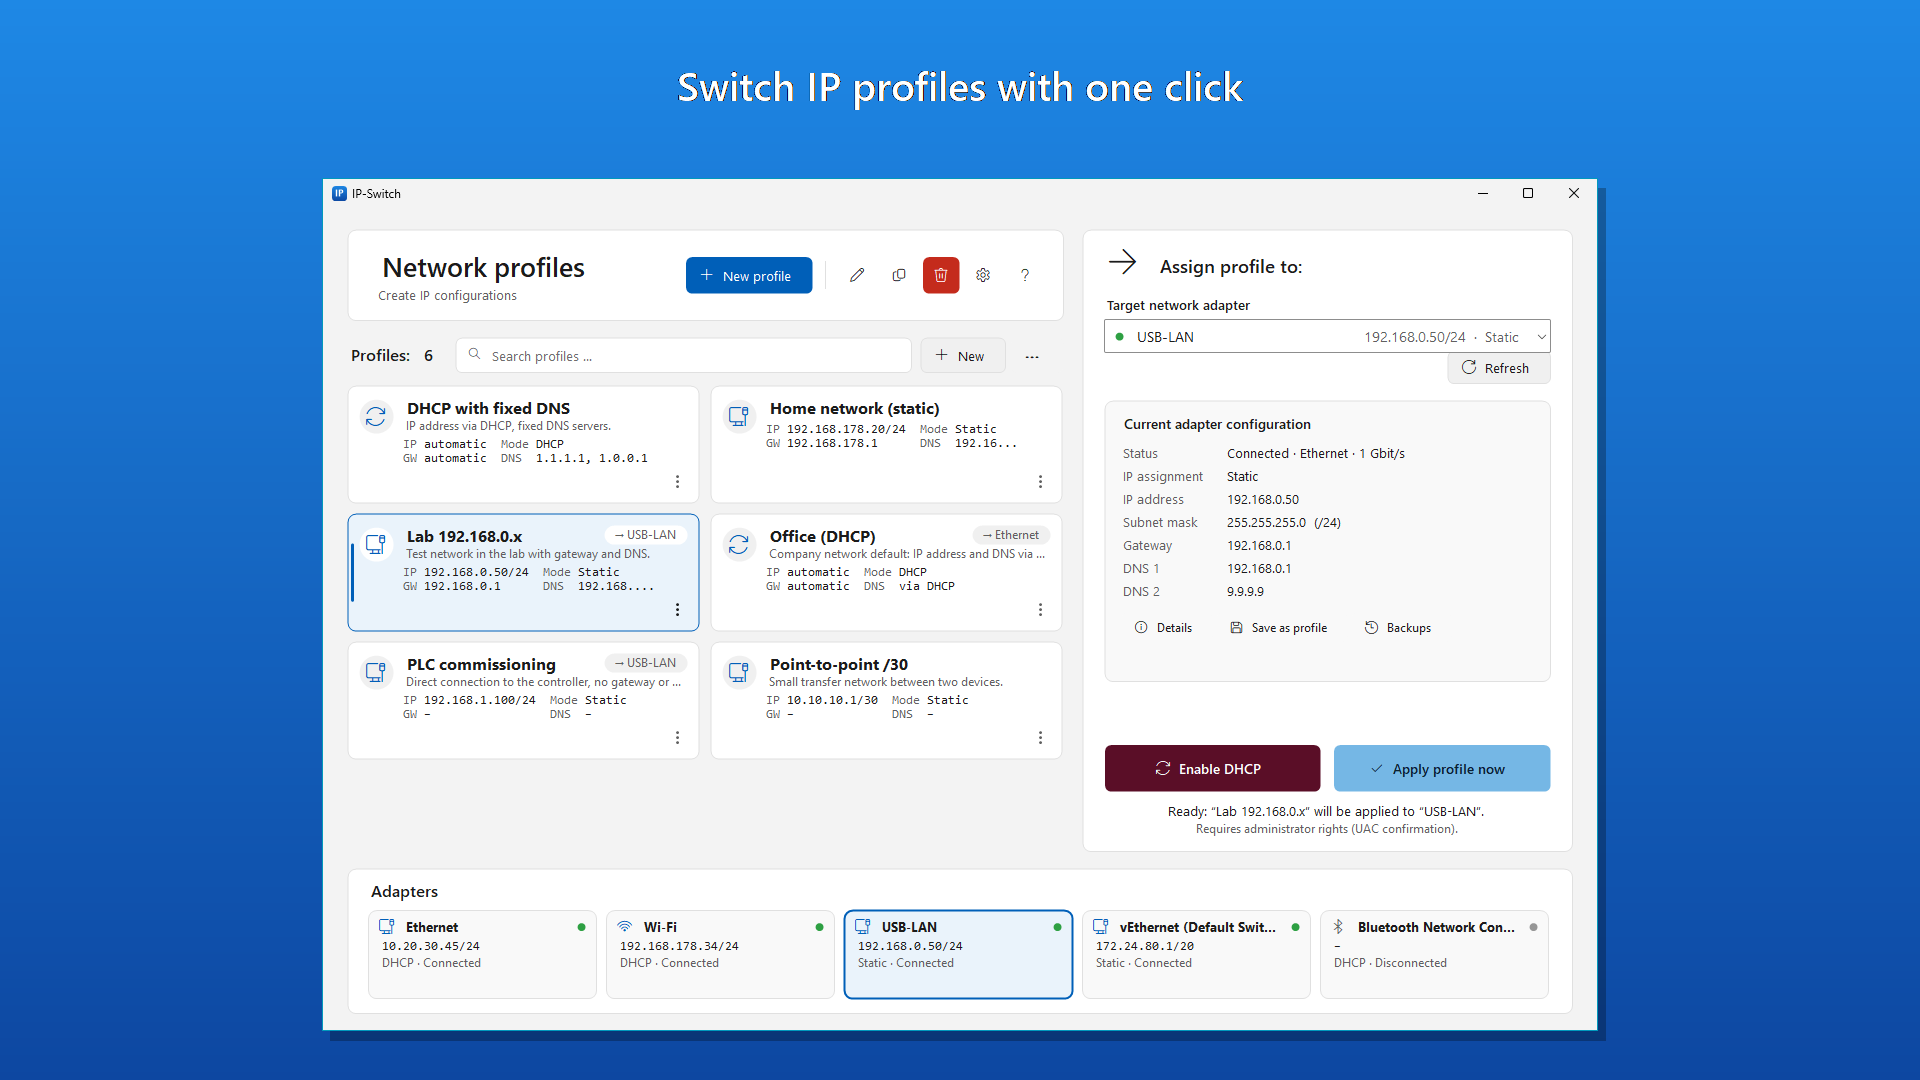 Switch IP profiles with one click
IP IP-Switch
Network profiles
Create IP configurations
+ New profile
?
Profiles: 6
Search profiles ...
+ New
...
DHCP with fixed DNS
IP address via DHCP, fixed DNS servers.
IP automatic Mode DHCP
GW automatic DNS 1.1.1.1, 1.0.0.1
Home network (static)
IP 192.168.178.20/24 Mode Static
GW 192.168.178.1 DNS 192.16...
Lab 192.168.0.x → USB-LAN
Test network in the lab with gateway and DNS.
IP 192.168.0.50/24 Mode Static
GW 192.168.0.1 DNS 192.168....
Office (DHCP) → Ethernet
Company network default: IP address and DNS via ...
IP automatic Mode DHCP
GW automatic DNS via DHCP
PLC commissioning → USB-LAN
Direct connection to the controller, no gateway or ...
IP 192.168.1.100/24 Mode Static
GW – DNS –
Point-to-point /30
Small transfer network between two devices.
IP 10.10.10.1/30 Mode Static
GW – DNS –
Assign profile to:
Target network adapter
USB-LAN 192.168.0.50/24 · Static
Refresh
Current adapter configuration
Status Connected · Ethernet · 1 Gbit/s
IP assignment Static
IP address 192.168.0.50
Subnet mask 255.255.255.0 (/24)
Gateway 192.168.0.1
DNS 1 192.168.0.1
DNS 2 9.9.9.9
Details Save as profile Backups
Enable DHCP
Apply profile now
Ready: “Lab 192.168.0.x” will be applied to “USB-LAN”.
Requires administrator rights (UAC confirmation).
Adapters
Ethernet
10.20.30.45/24
DHCP · Connected
Wi-Fi
192.168.178.34/24
DHCP · Connected
USB-LAN
192.168.0.50/24
Static · Connected
vEthernet (Default Swit...
172.24.80.1/20
Static · Connected
Bluetooth Network Con...
–
DHCP · Disconnected